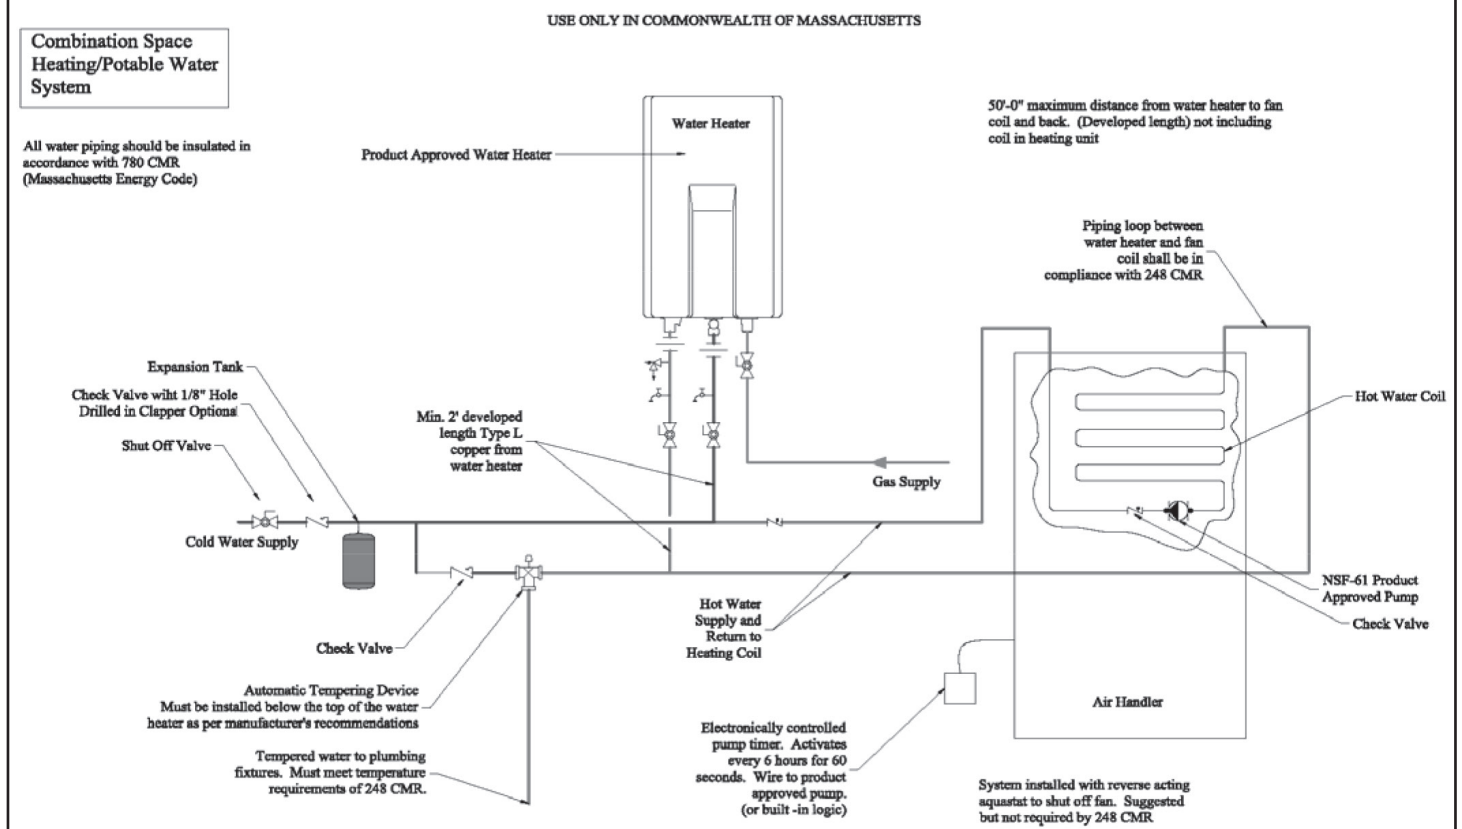 USE ONLY IN COMMONWEALTH OF MASSACHUSETTS
Combination Space
Heating/Potable Water
System
All water piping should be insulated in
accordance with 780 CMR
(Massachusetts Energy Code)
Water Heater
Product Approved Water Heater
50'-0" maximum distance from water heater to fan
coil and back. (Developed length) not including
coil in heating unit
Piping loop between
water heater and fan
coil shall be in
compliance with 248 CMR
Expansion Tank
Check Valve wiht 1/8" Hole
Drilled in Clapper Optional
Shut Off Valve
Min. 2' developed
length Type L
copper from
water heater
Gas Supply
Hot Water Coil
Cold Water Supply
NSF-61 Product
Approved Pump
Check Valve
Hot Water
Supply and
Return to
Heating Coil
Check Valve
Automatic Tempering Device
Must be installed below the top of the water
heater as per manufacturer's recommendations
Air Handler
Tempered water to plumbing
fixtures. Must meet temperature
requirements of 248 CMR.
Electronically controlled
pump timer. Activates
every 6 hours for 60
seconds. Wire to product
approved pump.
(or built -in logic)
System installed with reverse acting
aquastat to shut off fan. Suggested
but not required by 248 CMR